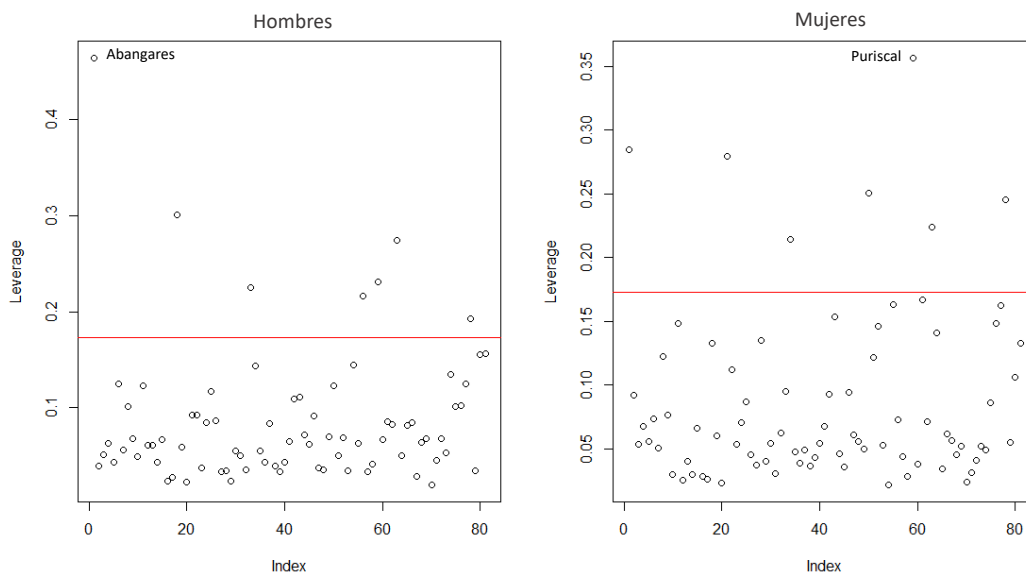 Hombres
Abangares
Leverage
0.4
0.3
0.2
0.1
0 20 40 60 80
Index
Mujeres
Puriscal
Leverage
0.35
0.30
0.25
0.20
0.15
0.10
0.05
0 20 40 60 80
Index